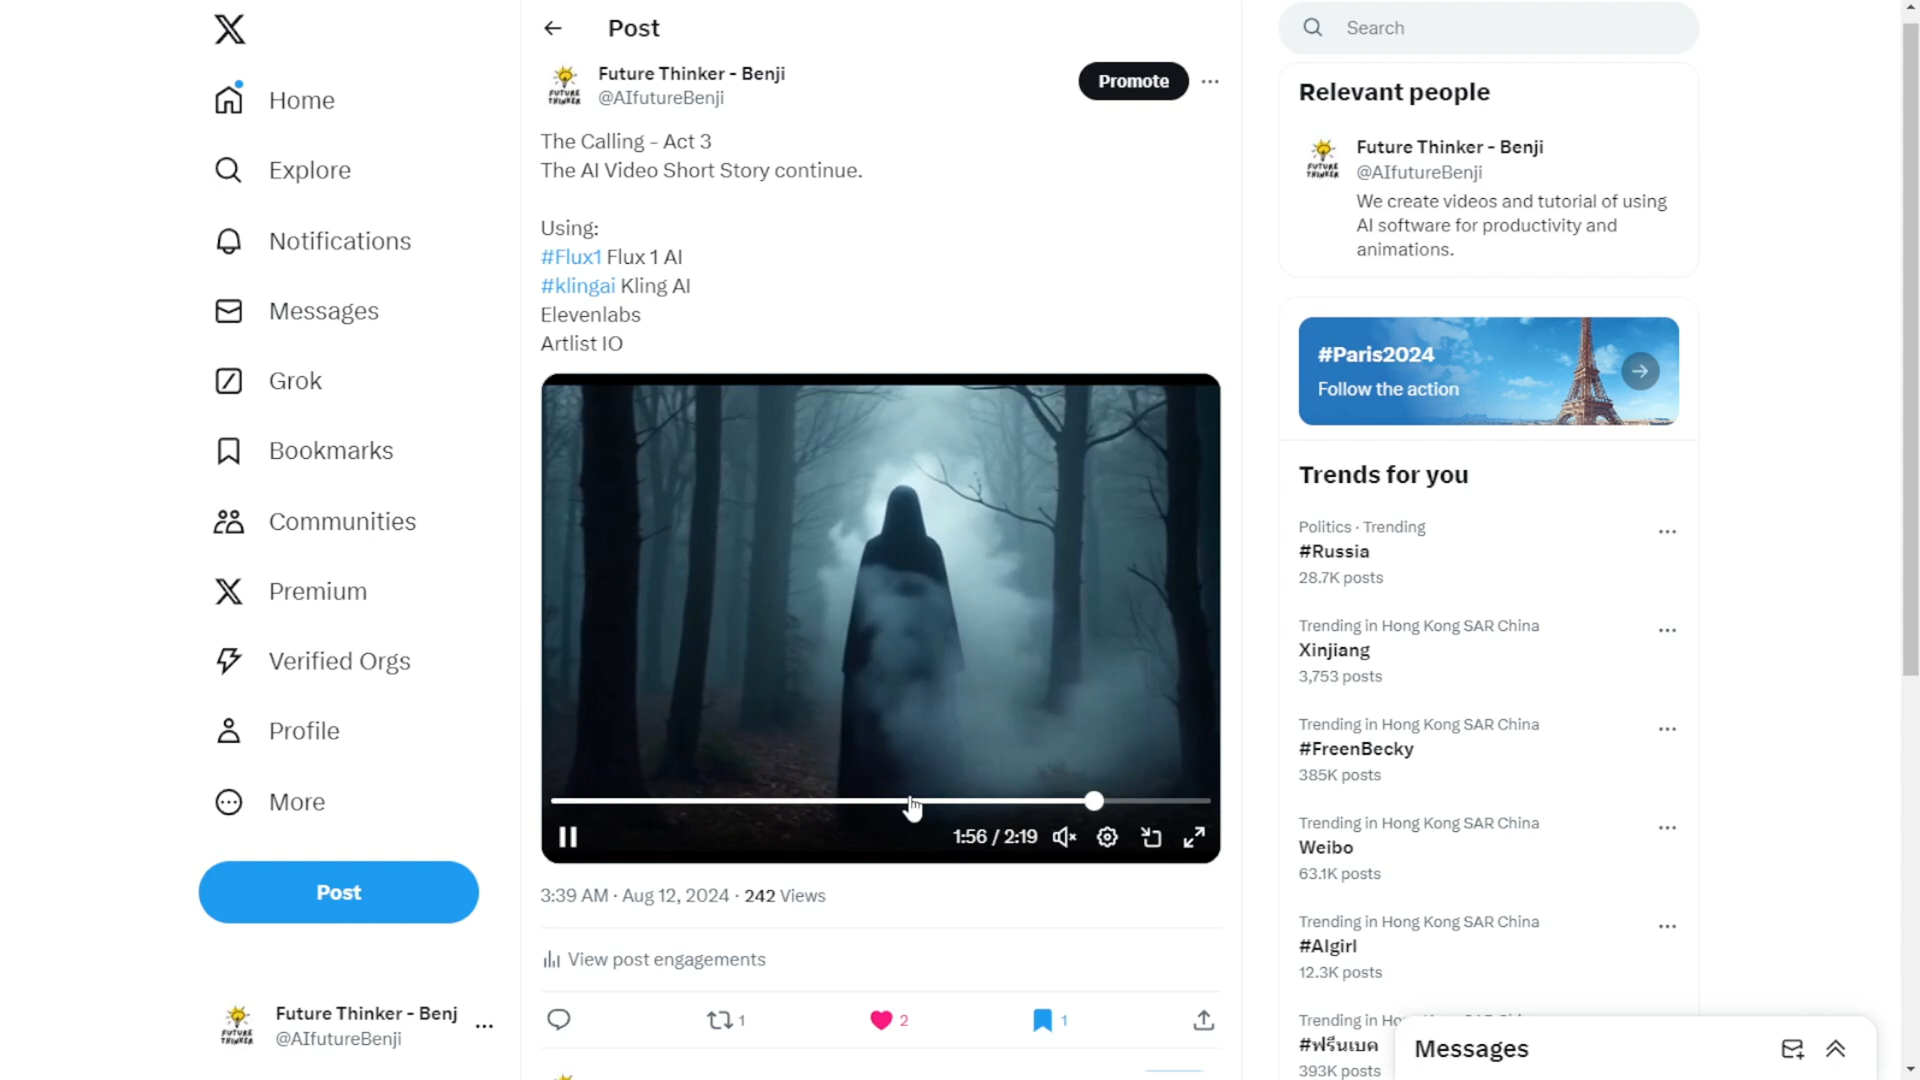 Home
Explore
Notifications
Messages
Grok
Bookmarks
Communities
Premium
Verified Orgs
Profile
More
Post
Future Thinker - Benj
@AIfutureBenji
Post
Future Thinker - Benji
@AIfutureBenji
Promote
The Calling - Act 3
The AI Video Short Story continue.
Using:
#Flux1 Flux 1 AI
#klingai Kling AI
Elevenlabs
Artlist IO
1:56 / 2:19
3:39 AM · Aug 12, 2024 · 242 Views
View post engagements
1
2
1
Search
Relevant people
FUTURE
THINKER
Future Thinker - Benji
@AIfutureBenji
We create videos and tutorial of using
AI software for productivity and
animations.
#Paris2024
Follow the action
Trends for you
Politics · Trending
#Russia
28.7K posts
Trending in Hong Kong SAR China
Xinjiang
3,753 posts
Trending in Hong Kong SAR China
#FreenBecky
385K posts
Trending in Hong Kong SAR China
Weibo
63.1K posts
Trending in Hong Kong SAR China
#AIgirl
12.3K posts
Trending in
#ฟรีนเบค
393K posts
Messages